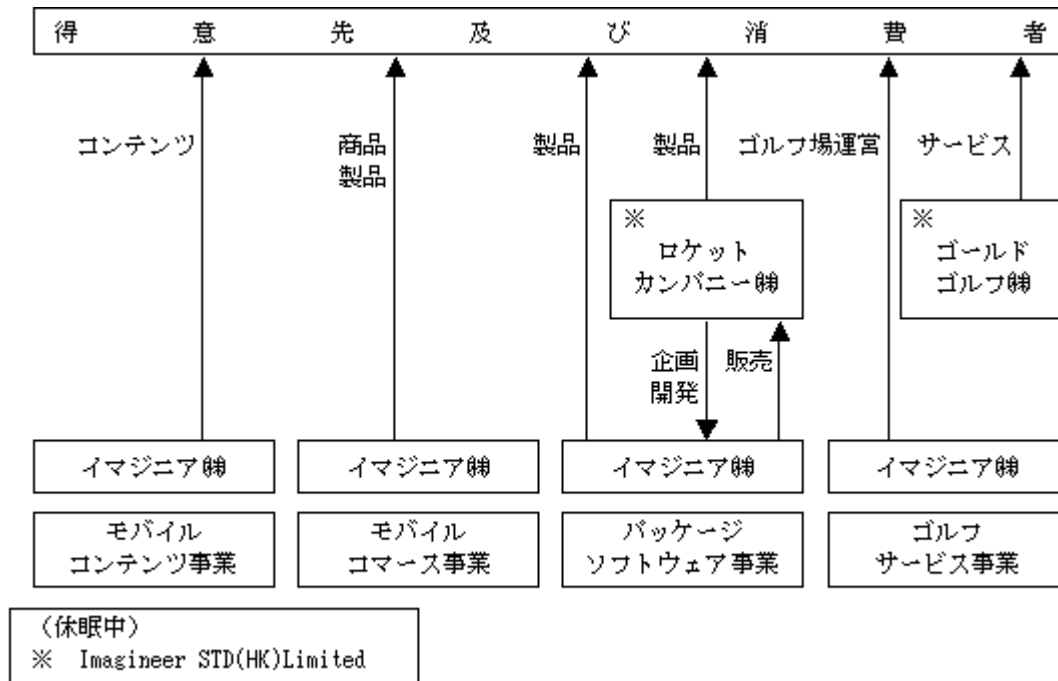 得意先及び消費者
コンテンツ
商品
製品
製品
製品
ゴルフ場運営
サービス
※
ロケット
カンパニー㈱
※
ゴールド
ゴルフ㈱
企画
開発
販売
イマジニア㈱
イマジニア㈱
イマジニア㈱
イマジニア㈱
モバイル
コンテンツ事業
モバイル
コマース事業
パッケージ
ソフトウェア事業
ゴルフ
サービス事業
（休眠中）
※ Imagineer STD(HK)Limited